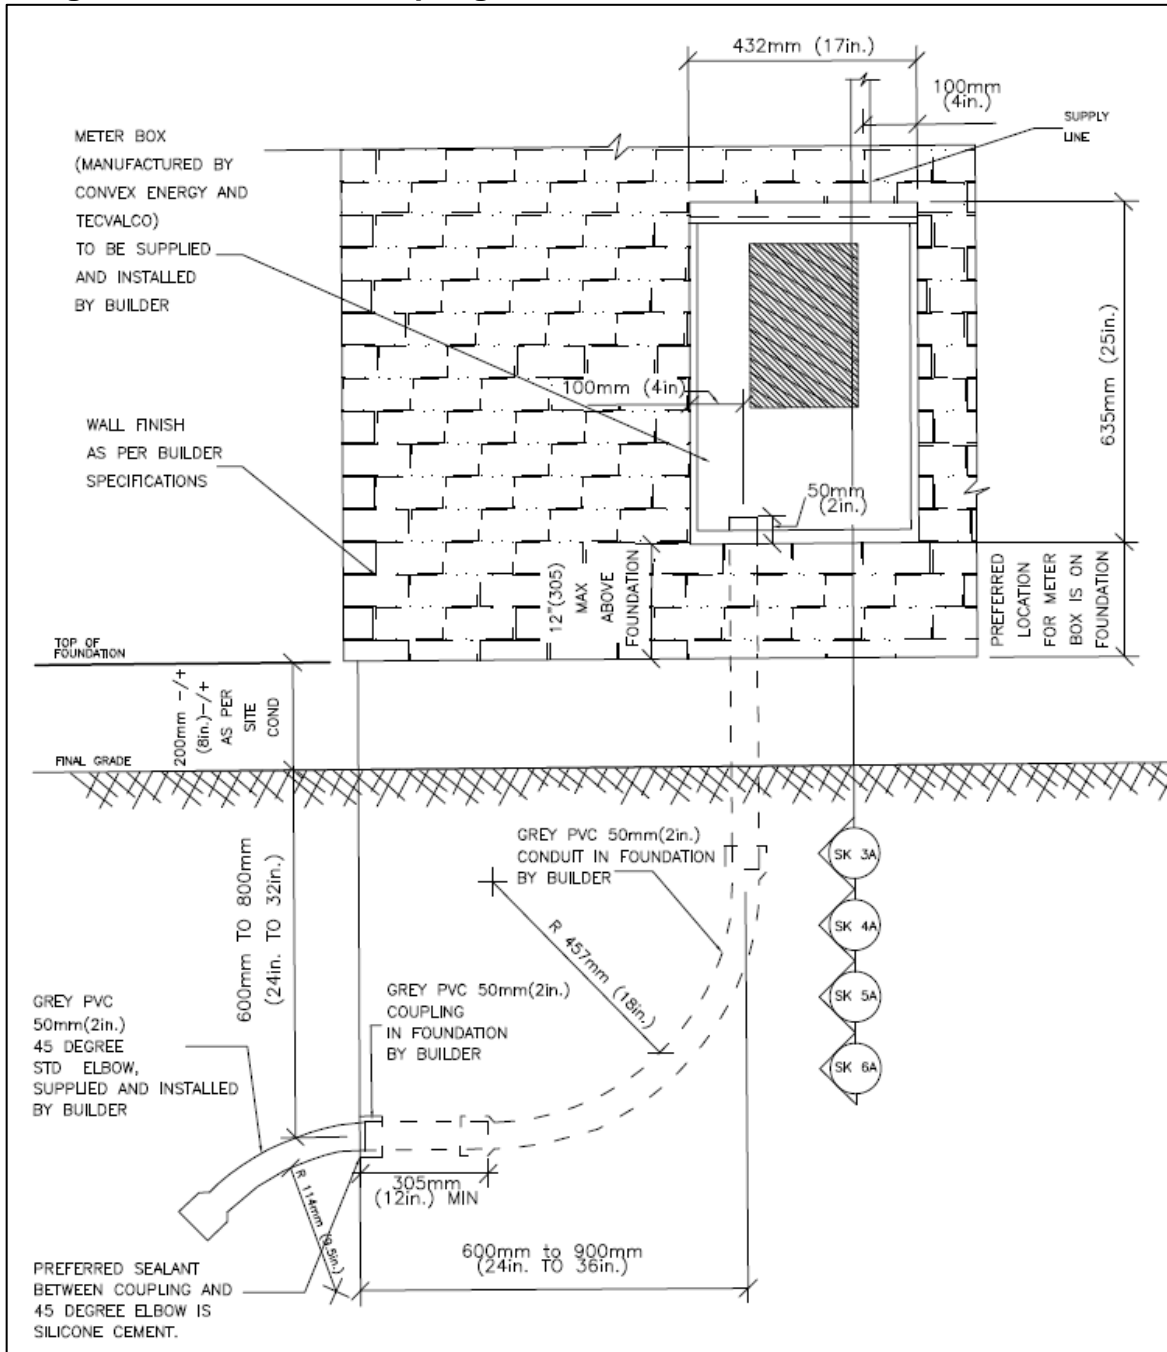 432mm (17in.)
100mm
(4in.)
SUPPLY
LINE
METER BOX
(MANUFACTURED BY
CONVEX ENERGY AND
TECVALCO)
TO BE SUPPLIED
AND INSTALLED
BY BUILDER
635mm (25in.)
100mm (4in)
WALL FINISH
AS PER BUILDER
SPECIFICATIONS
50mm
(2in.)
12"(305)
MAX
ABOVE
FOUNDATION
PREFERRED
LOCATION
FOR METER
BOX IS ON
FOUNDATION
TOP OF
FOUNDATION
200mm -/+
(8in.)-/+
AS PER
SITE
COND
FINAL GRADE
GREY PVC 50mm(2in.)
CONDUIT IN FOUNDATION
BY BUILDER
SK 3A
SK 4A
SK 5A
SK 6A
600mm TO 800mm
(24in. TO 32in.)
R 457mm (18in.)
GREY PVC 50mm(2in.)
COUPLING
IN FOUNDATION
BY BUILDER
GREY PVC
50mm(2in.)
45 DEGREE
STD ELBOW,
SUPPLIED AND INSTALLED
BY BUILDER
305mm
(12in.) MIN
R 114mm (9.5in.)
600mm to 900mm
(24in. TO 36in.)
PREFERRED SEALANT
BETWEEN COUPLING AND
45 DEGREE ELBOW IS
SILICONE CEMENT.